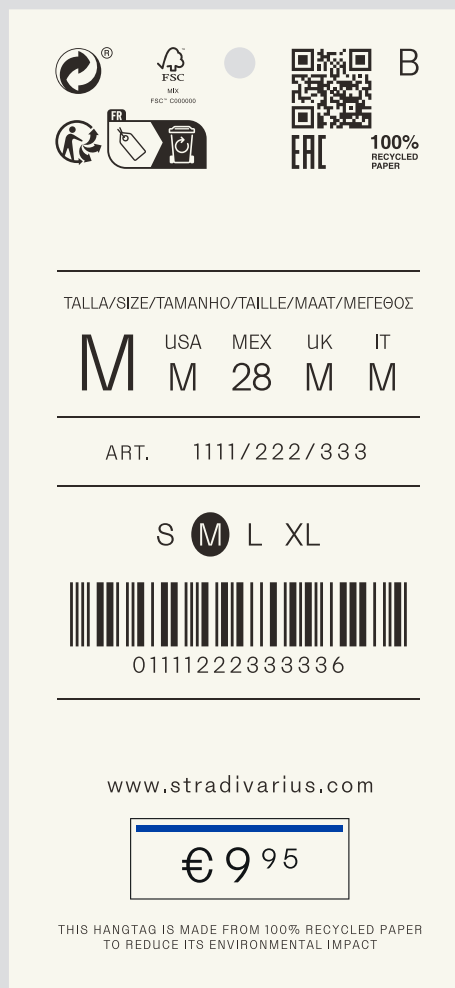 ®
FSC
MIX
FSC™ C000000
B
FR
EAC
100%
RECYCLED
PAPER
TALLA/SIZE/TAMANHO/TAILLE/MAAT/ΜΕΓΕΘΟΣ
M
USA MEX UK IT
M 28 M M
ART. 1111/222/333
S M L XL
01111222333336
www.stradivarius.com
€ 9 95
THIS HANGTAG IS MADE FROM 100% RECYCLED PAPER
TO REDUCE ITS ENVIRONMENTAL IMPACT